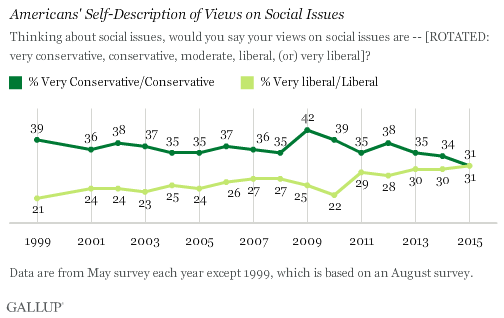 Americans' Self-Description of Views on Social Issues
Thinking about social issues, would you say your views on social issues are -- [ROTATED:
very conservative, conservative, moderate, liberal, (or) very liberal]?
% Very Conservative/Conservative % Very liberal/Liberal
39 36 38 37 35 35 37 36 35 42 39 35 38 35 34 31
21 24 24 23 25 24 26 27 27 25 22 29 28 30 30 31
1999 2001 2003 2005 2007 2009 2011 2013 2015
Data are from May survey each year except 1999, which is based on an August survey.
GALLUP®